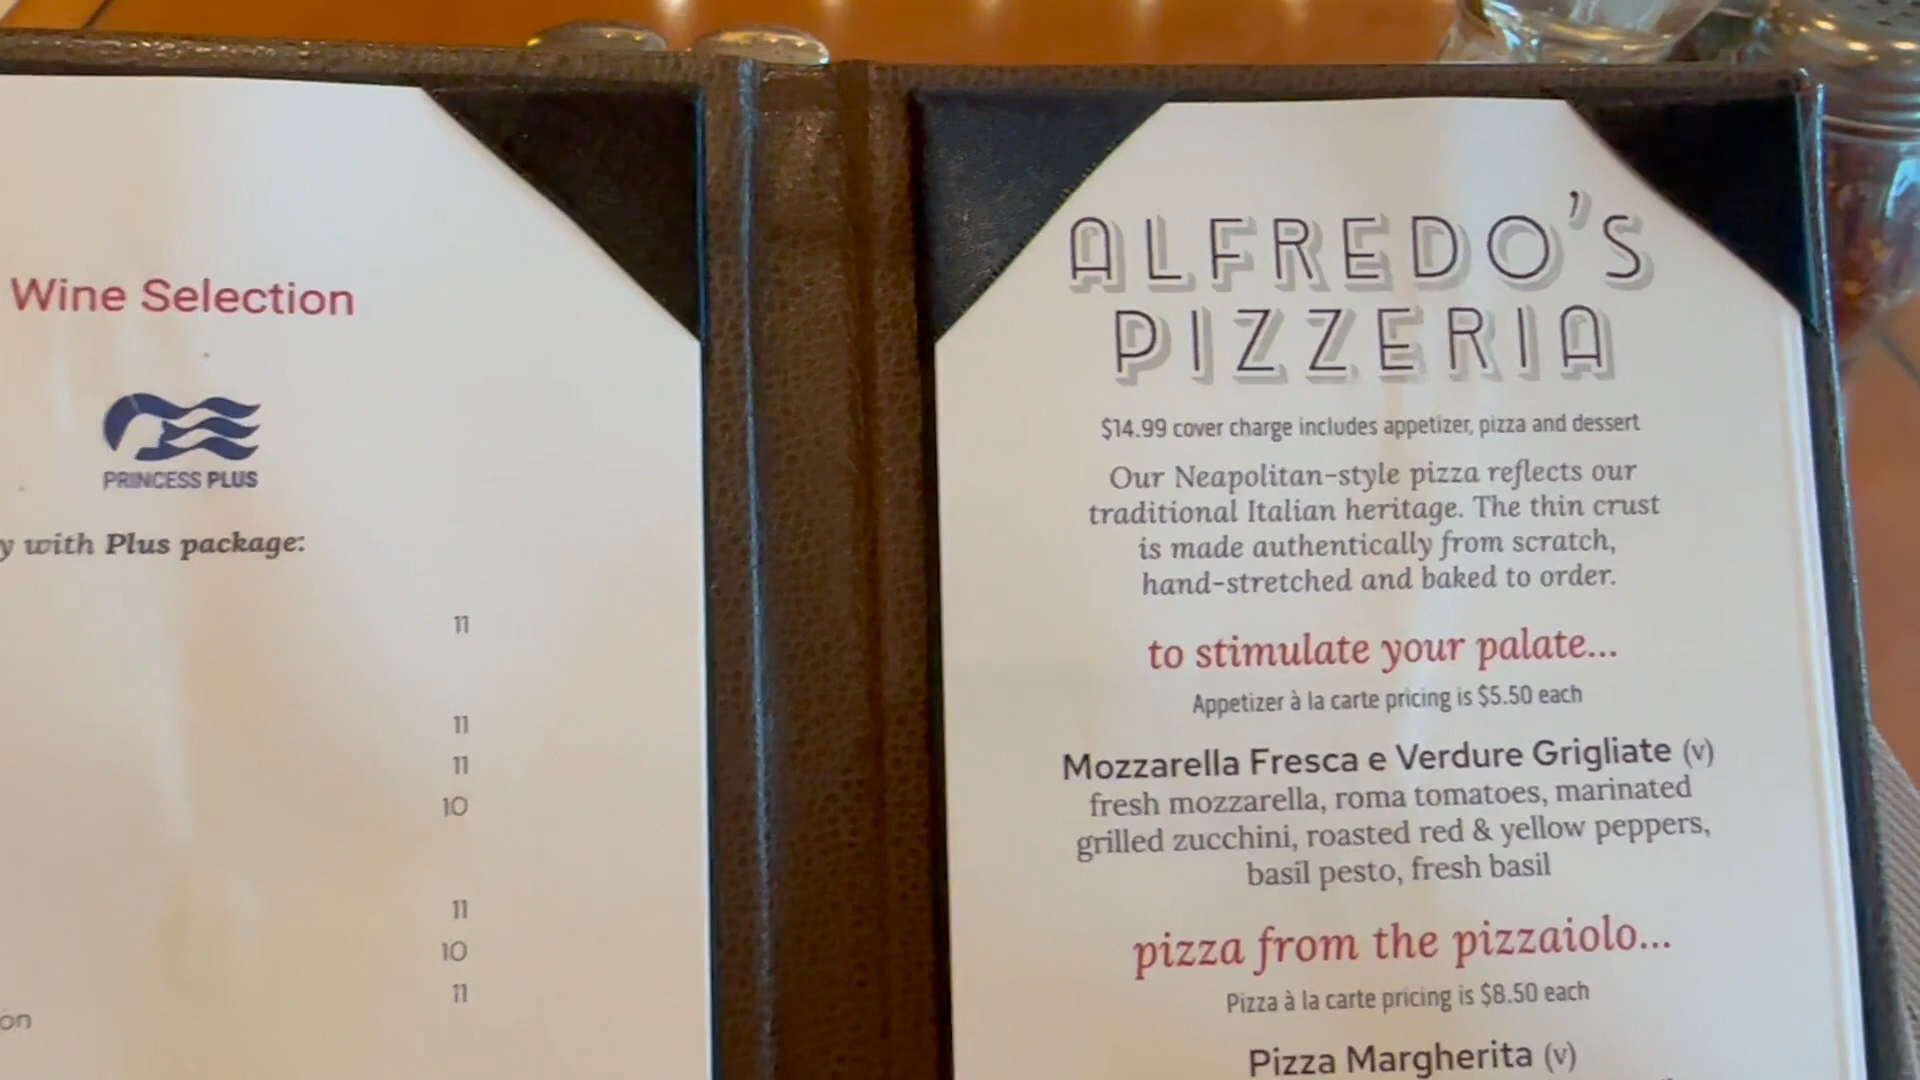 Wine Selection
PRINCESS PLUS
with Plus package:
11
11
11
10
11
10
11
ALFREDO'S
PIZZERIA
$14.99 cover charge includes appetizer, pizza and dessert
Our Neapolitan-style pizza reflects our
traditional Italian heritage. The thin crust
is made authentically from scratch,
hand-stretched and baked to order.
to stimulate your palate...
Appetizer à la carte pricing is $5.50 each
Mozzarella Fresca e Verdure Grigliate (v)
fresh mozzarella, roma tomatoes, marinated
grilled zucchini, roasted red & yellow peppers,
basil pesto, fresh basil
pizza from the pizzaiolo...
Pizza à la carte pricing is $8.50 each
Pizza Margherita (v)